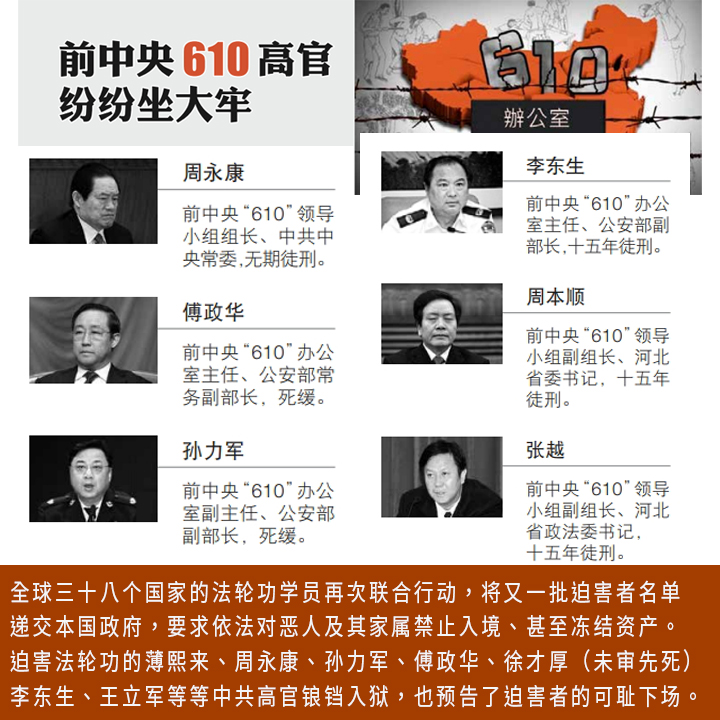 前中央610高官
纷纷坐大牢
610
辦公室
周永康
前中央“610”领导
小组组长、中共中
央常委,无期徒刑。
傅政华
前中央“610”办公
室主任、公安部常
务副部长，死缓。
孙力军
前中央“610”办公
室副主任、公安部
副部长，死缓。
李东生
前中央“610”办公
室主任、公安部副
部长,十五年徒刑。
周本顺
前中央“610”领导
小组副组长、河北
省委书记，十五年
徒刑。
张越
前中央“610”领导
小组副组长、河北
省政法委书记，
十五年徒刑。
全球三十八个国家的法轮功学员再次联合行动，将又一批迫害者名单
递交本国政府，要求依法对恶人及其家属禁止入境、甚至冻结资产。
迫害法轮功的薄熙来、周永康、孙力军、傅政华、徐才厚（未审先死）
李东生、王立军等等中共高官锒铛入狱，也预告了迫害者的可耻下场。